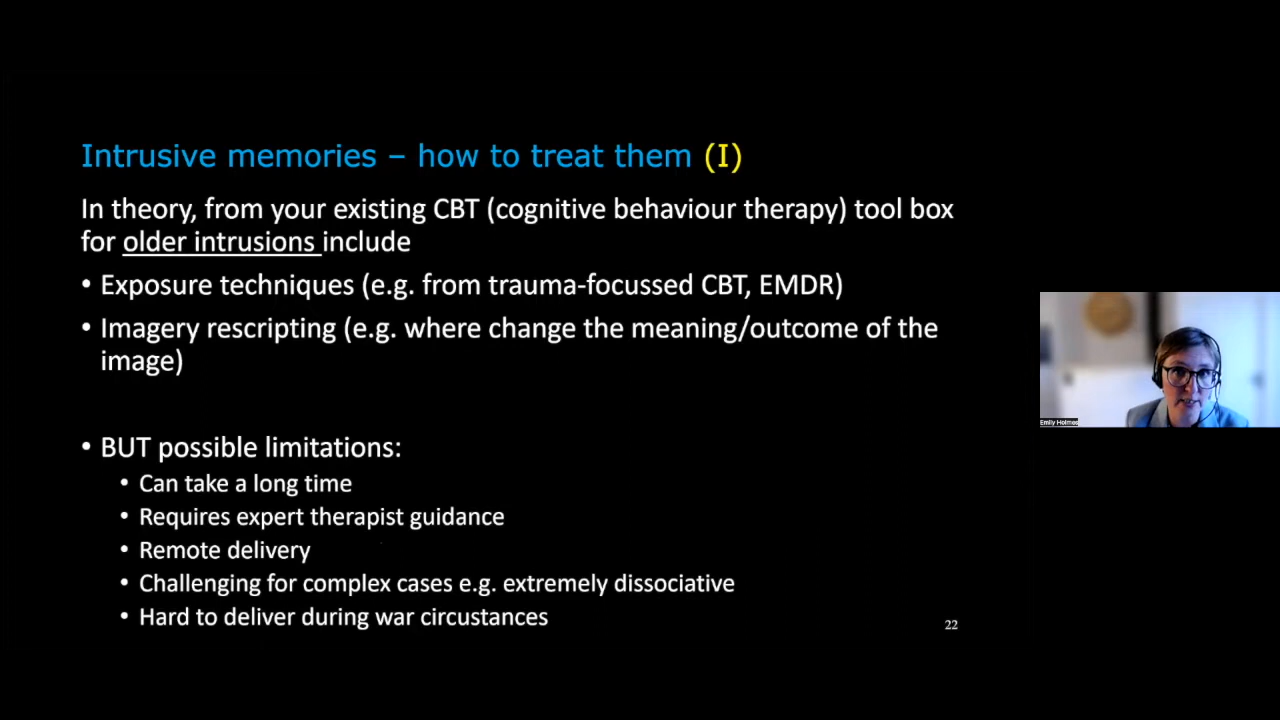 Intrusive memories – how to treat them (I)
In theory, from your existing CBT (cognitive behaviour therapy) tool box
for older intrusions include
• Exposure techniques (e.g. from trauma-focussed CBT, EMDR)
• Imagery rescripting (e.g. where change the meaning/outcome of the
image)
• BUT possible limitations:
• Can take a long time
• Requires expert therapist guidance
• Remote delivery
• Challenging for complex cases e.g. extremely dissociative
• Hard to deliver during war circustances
22
Emily Holmes